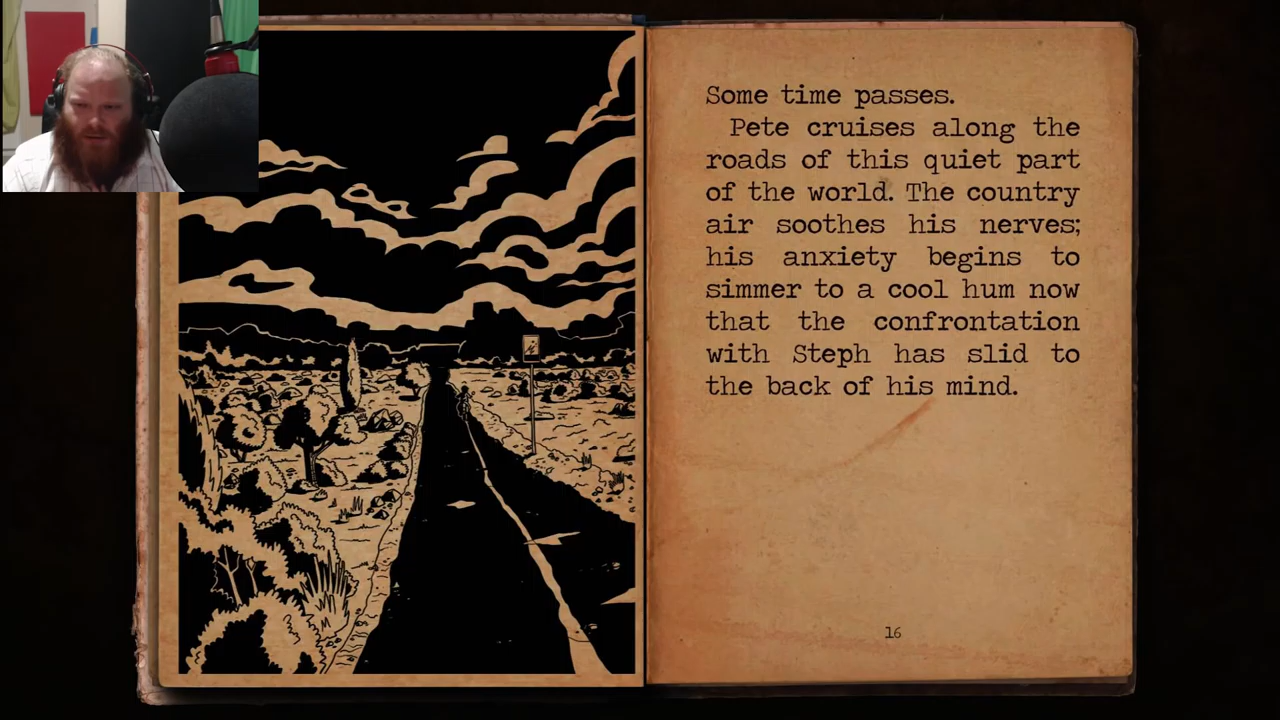 Some time passes.
Pete cruises along the
roads of this quiet part
of the world. The country
air soothes his nerves;
his anxiety begins to
simmer to a cool hum now
that the confrontation
with Steph has slid to
the back of his mind.
16